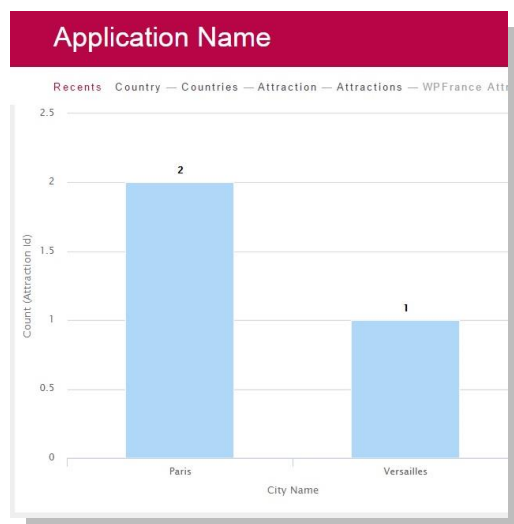 Application Name
Recents Country — Countries — Attraction — Attractions — WPFrance Attr
2.5
2
2
1.5
1
1
0.5
0
Count (Attraction Id)
Paris Versailles
City Name